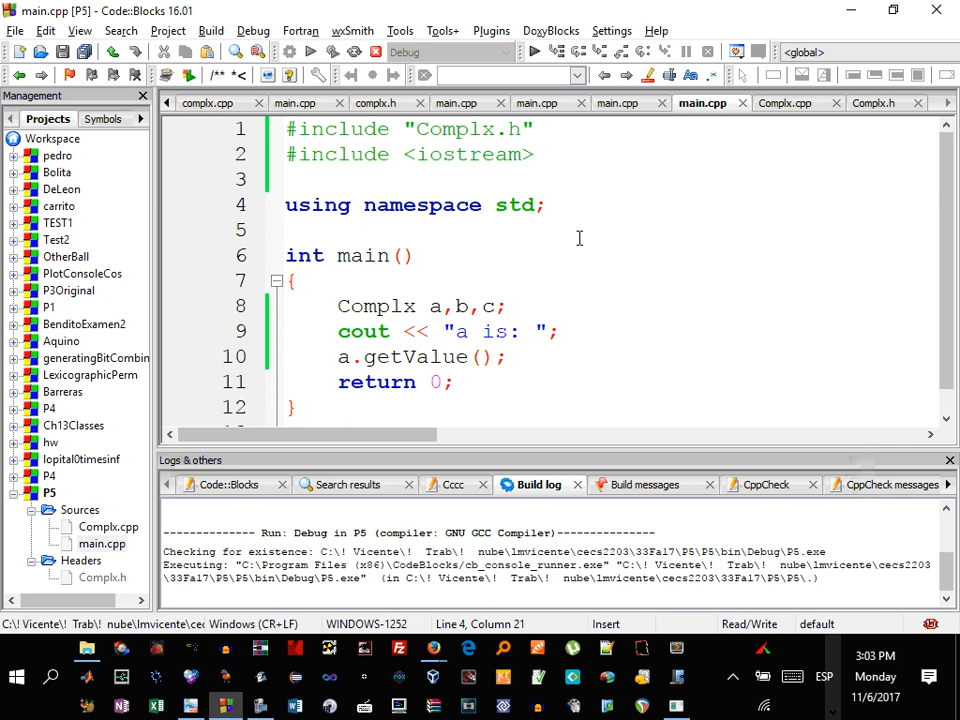 main.cpp [P5] - Code::Blocks 16.01
File Edit View Search Project Build Debug Fortran wxSmith Tools Tools+ Plugins DoxyBlocks Settings Help
Debug <global>
/** *<
Management
complx.cpp main.cpp complx.h main.cpp main.cpp main.cpp main.cpp Complx.cpp Complx.h
Projects Symbols
Workspace
pedro
Bolita
DeLeon
carrito
TEST1
Test2
OtherBall
PlotConsoleCos
P3Original
P1
BenditoExamen2
Aquino
generatingBitCombin
LexicographicPerm
Barreras
P4
Ch13Classes
hw
lopital0timesinf
P4
P5
Sources
Complx.cpp
main.cpp
Headers
Complx.h
1 #include "Complx.h"
2 #include <iostream>
3
4 using namespace std;
5
6 int main()
7 {
8 Complx a,b,c;
9 cout << "a is: ";
10 a.getValue();
11 return 0;
12 }
Logs & others
Code::Blocks Search results Cccc Build log Build messages CppCheck CppCheck messages
-------------- Run: Debug in P5 (compiler: GNU GCC Compiler)---------------
Checking for existence: C:\! Vicente\!  Trab\!  nube\lmvicente\cecs2203\33Fa17\P5\P5\bin\Debug\P5.exe
Executing: "C:\Program Files (x86)\CodeBlocks/cb_console_runner.exe" "C:\! Vicente\!  Trab\!  nube\lmvicente\cecs2203
\33Fa17\P5\P5\bin\Debug\P5.exe"  (in C:\! Vicente\!  Trab\!  nube\lmvicente\cecs2203\33Fa17\P5\P5\.)
C:\! Vicente\! Trab\! nube\lmvicente\cec Windows (CR+LF) WINDOWS-1252 Line 4, Column 21 Insert Read/Write default
3:03 PM
ESP Monday
11/6/2017